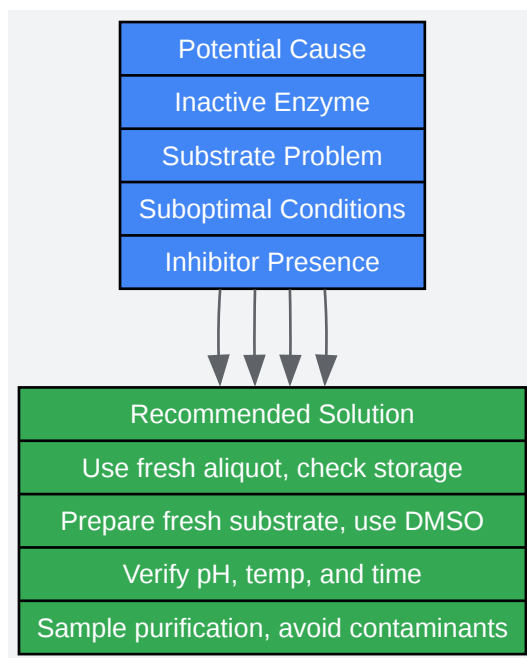 Potential Cause
Inactive Enzyme
Substrate Problem
Suboptimal Conditions
Inhibitor Presence
Recommended Solution
Use fresh aliquot, check storage
Prepare fresh substrate, use DMSO
Verify pH, temp, and time
Sample purification, avoid contaminants